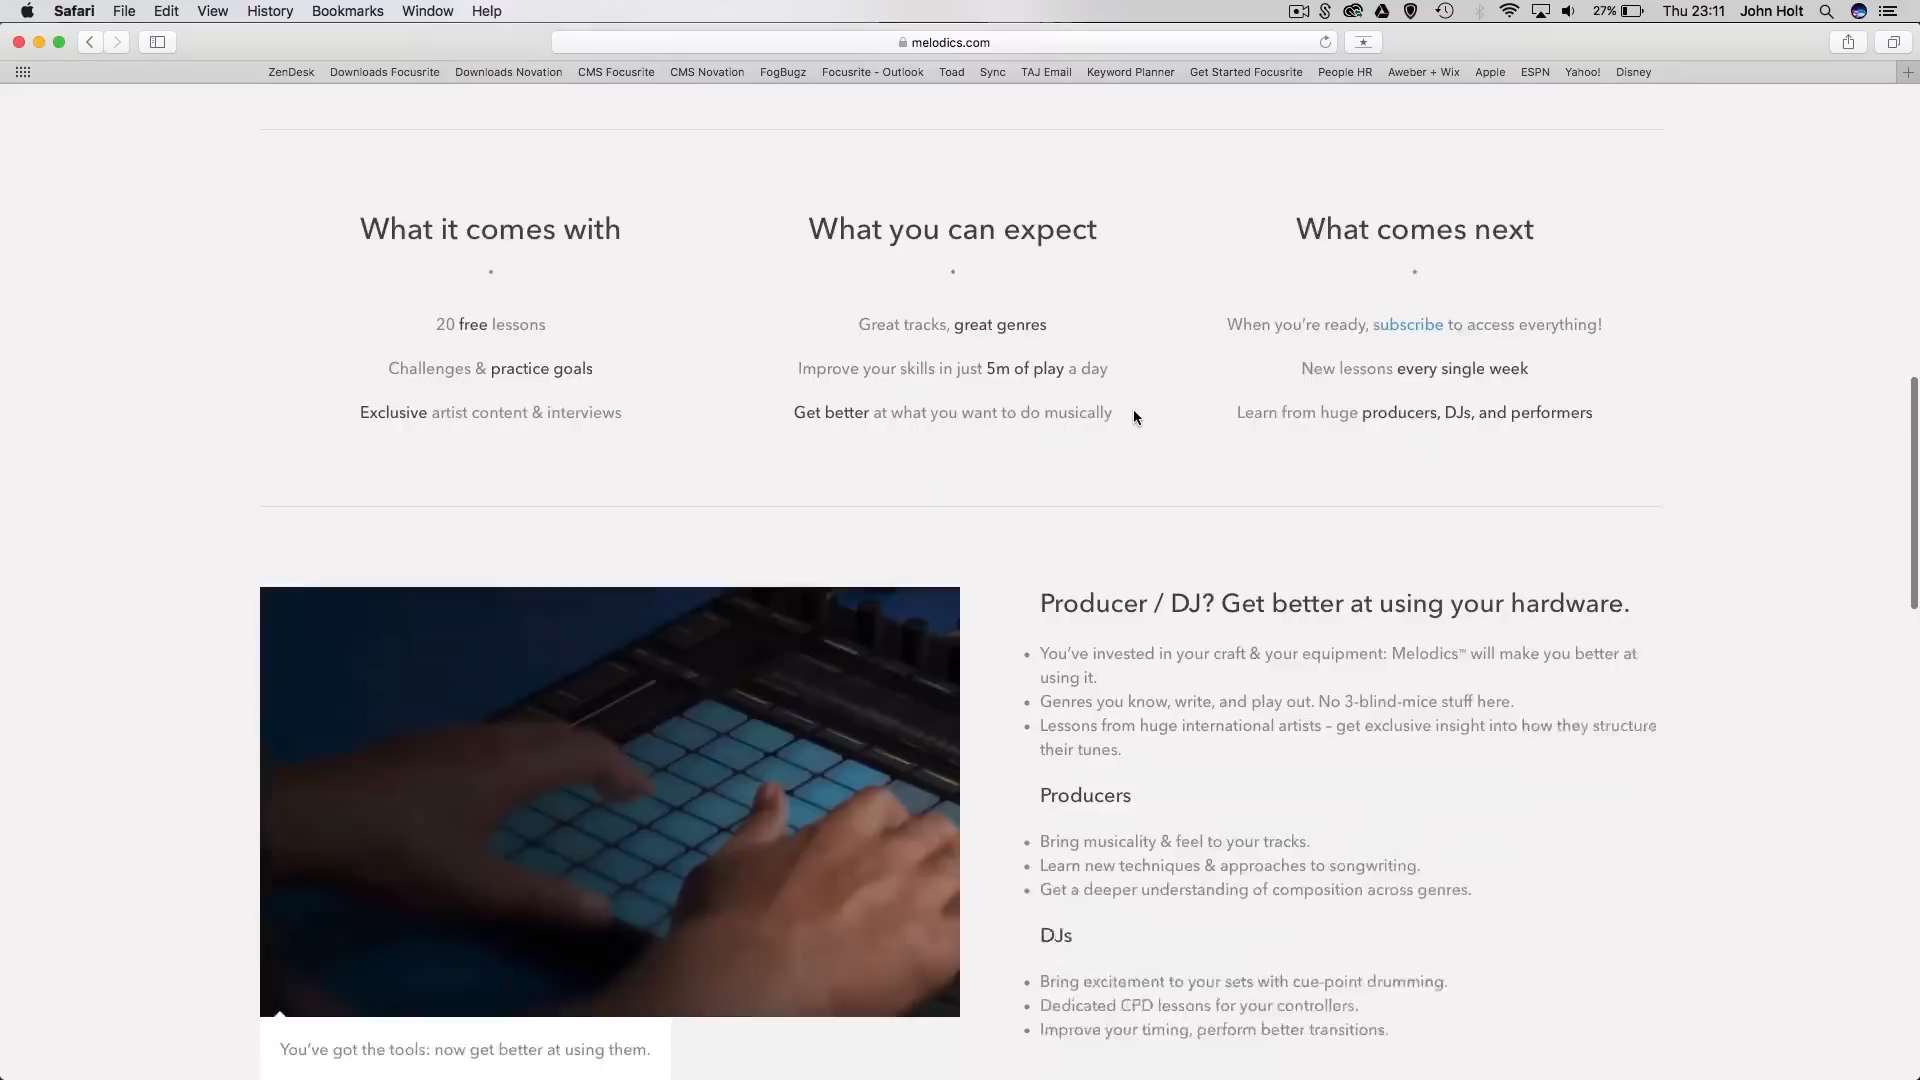 Safari File Edit View History Bookmarks Window Help 27% Thu 23:11 John Holt
melodics.com
ZenDesk Downloads Focusrite Downloads Novation CMS Focusrite CMS Novation FogBugz Focusrite - Outlook Toad Sync TAJ Email Keyword Planner Get Started Focusrite People HR Aweber + Wix Apple ESPN Yahoo! Disney
What it comes with
20 free lessons
Challenges & practice goals
Exclusive artist content & interviews
What you can expect
Great tracks, great genres
Improve your skills in just 5m of play a day
Get better at what you want to do musically
What comes next
When you’re ready, subscribe to access everything!
New lessons every single week
Learn from huge producers, DJs, and performers
You’ve got the tools: now get better at using them.
Producer / DJ? Get better at using your hardware.
• You’ve invested in your craft & your equipment: Melodics™ will make you better at
using it.
• Genres you know, write, and play out. No 3-blind-mice stuff here.
• Lessons from huge international artists – get exclusive insight into how they structure
their tunes.
Producers
• Bring musicality & feel to your tracks.
• Learn new techniques & approaches to songwriting.
• Get a deeper understanding of composition across genres.
DJs
• Bring excitement to your sets with cue-point drumming.
• Dedicated CPD lessons for your controllers.
• Improve your timing, perform better transitions.